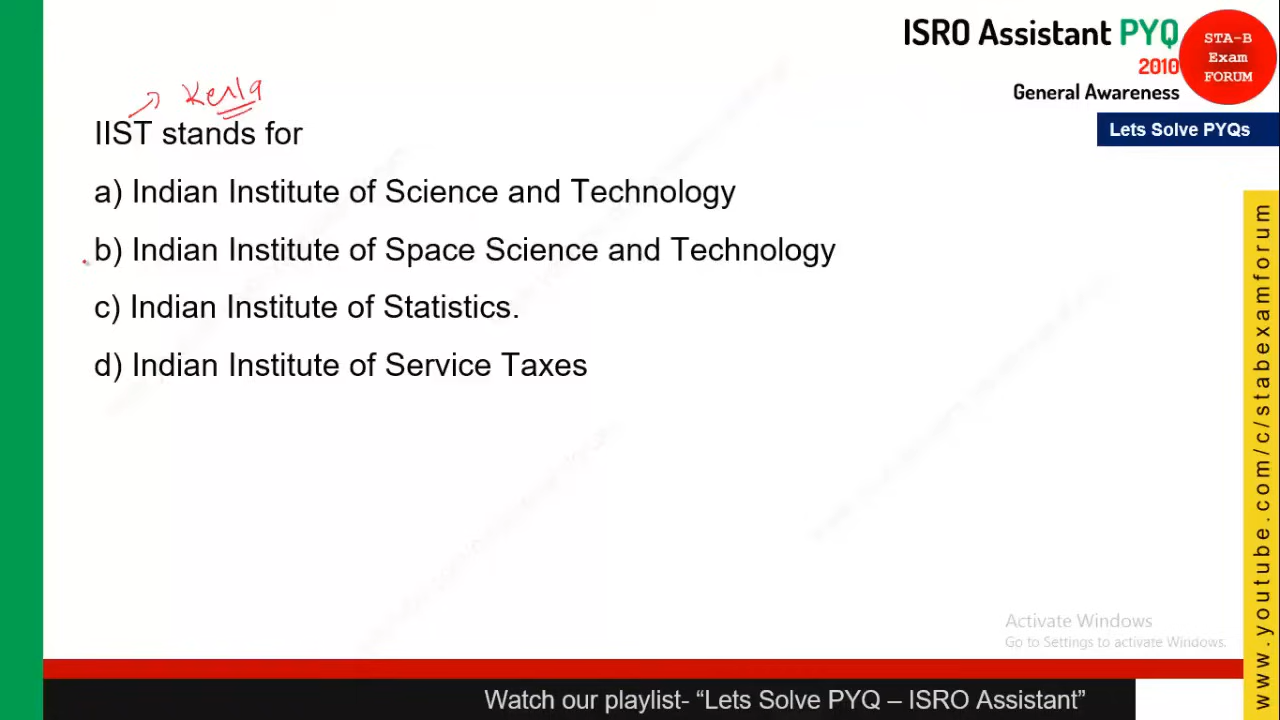 ISRO Assistant PYQ
2010
General Awareness
STA-B
Exam
FORUM
Lets Solve PYQs
Kerla
IIST stands for
a) Indian Institute of Science and Technology
b) Indian Institute of Space Science and Technology
c) Indian Institute of Statistics.
d) Indian Institute of Service Taxes
www.youtube.com/c/stabexamforum
Activate Windows
Go to Settings to activate Windows.
Watch our playlist- “Lets Solve PYQ – ISRO Assistant”